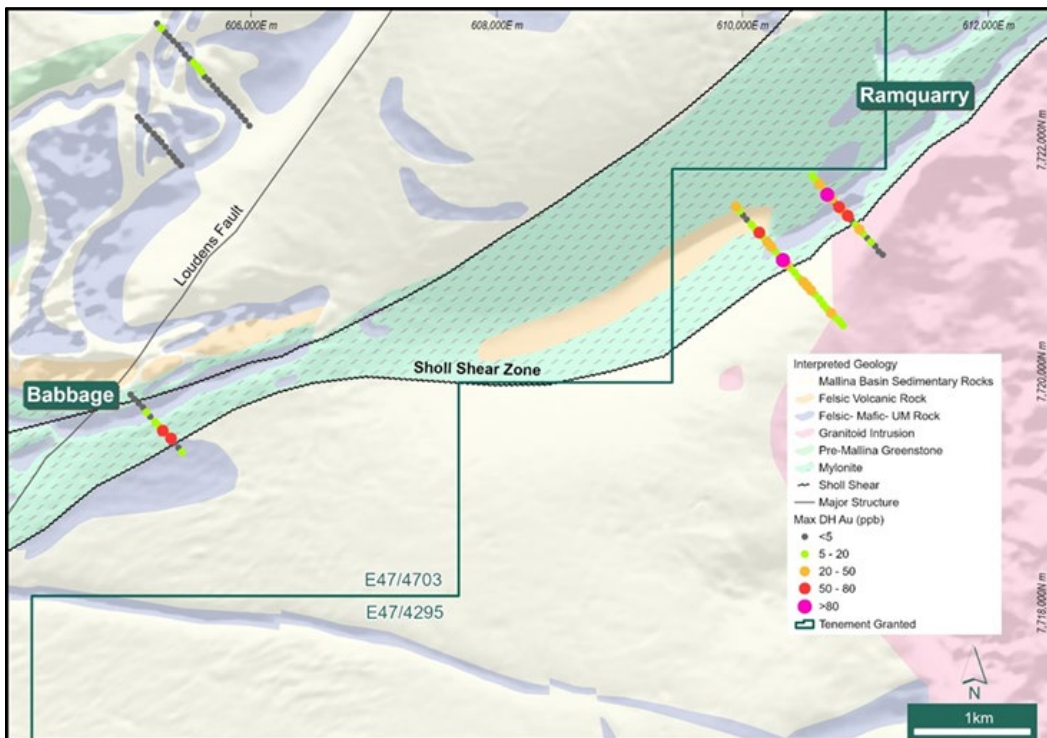 606,000E m
608,000E m
610,000E m
612,000E m
Ramquarry
7,722,000N m
Loudens Fault
Sholl Shear Zone
Babbage
7,720,000N m
Interpreted Geology
Mallina Basin Sedimentary Rocks
Felsic Volcanic Rock
Felsic- Mafic- UM Rock
Granitoid Intrusion
Pre-Mallina Greenstone
Mylonite
Sholl Shear
Major Structure
Max DH Au (ppb)
<5
5 - 20
20 - 50
50 - 80
>80
Tenement Granted
E47/4703
E47/4295
7,718,000N m
N
1km